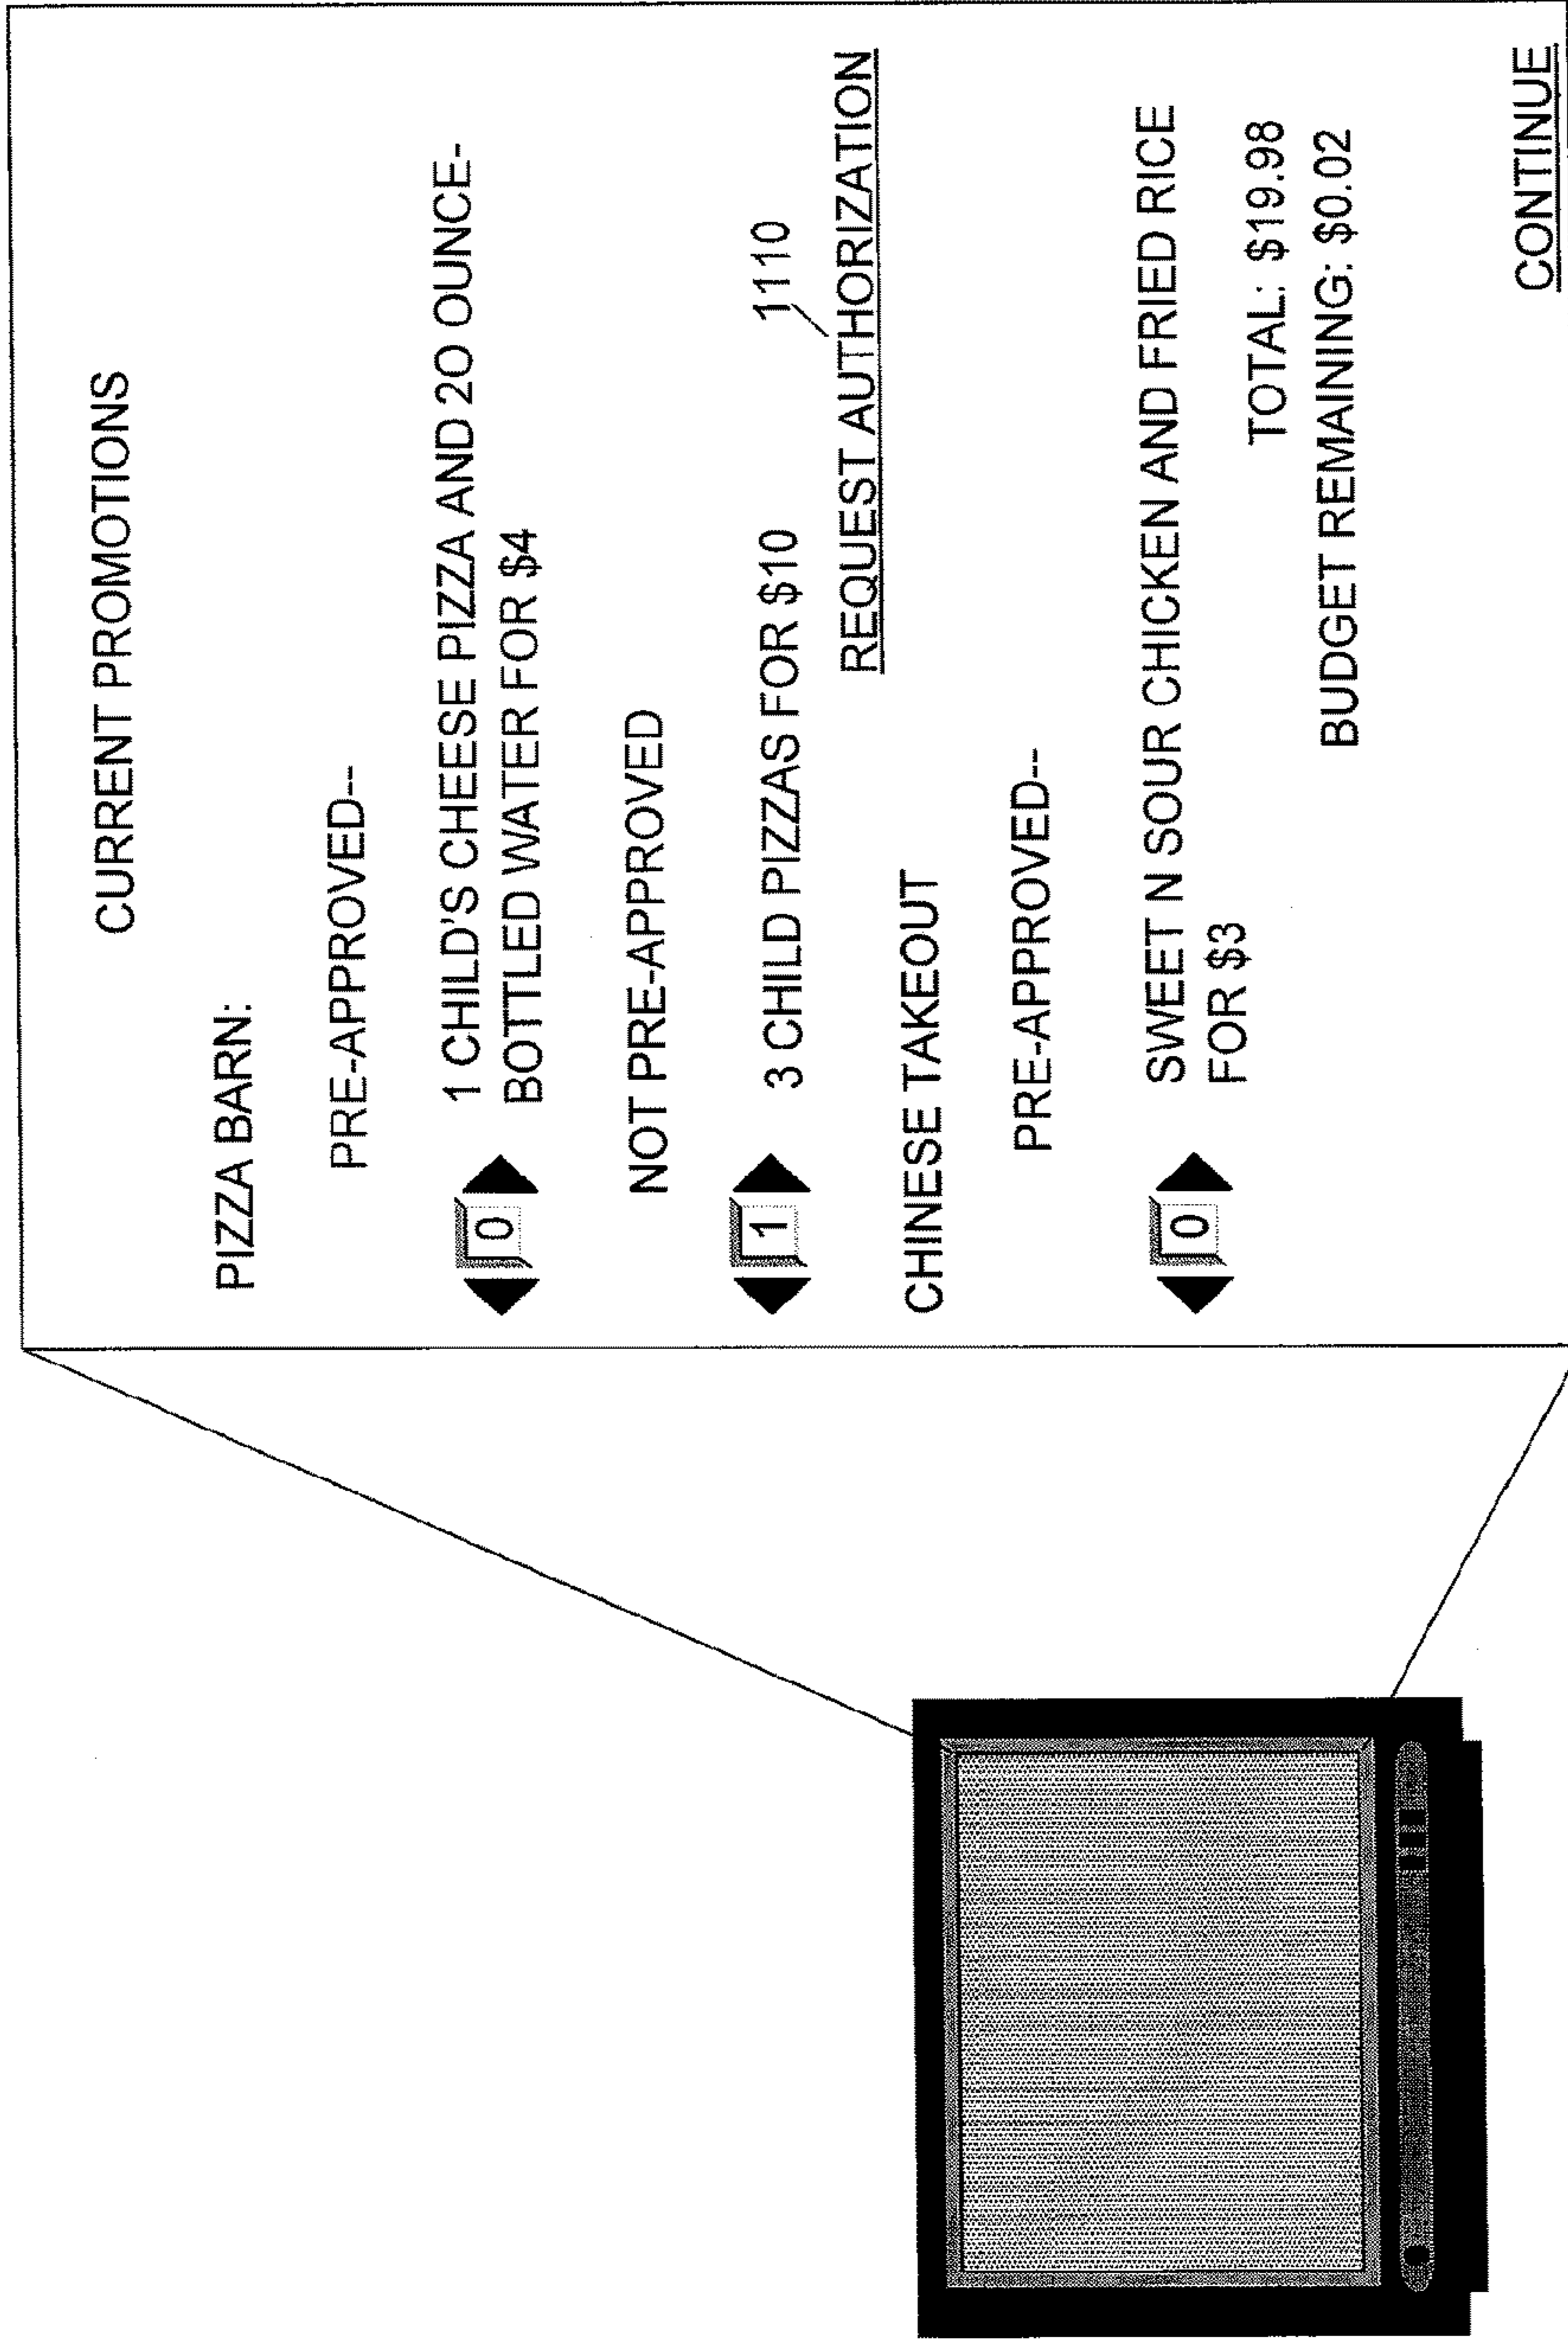 CURRENT PROMOTIONS
PIZZA BARN:
PRE-APPROVED--
0
1 CHILD'S CHEESE PIZZA AND 2O OUNCE-
BOTTLED WATER FOR $4
NOT PRE-APPROVED
1
3 CHILD PIZZAS FOR $10
1110
REQUEST AUTHORIZATION
CHINESE TAKEOUT
PRE-APPROVED--
0
SWEET N SOUR CHICKEN AND FRIED RICE
FOR $3
TOTAL: $19.98
BUDGET REMAINING: $0.02
CONTINUE